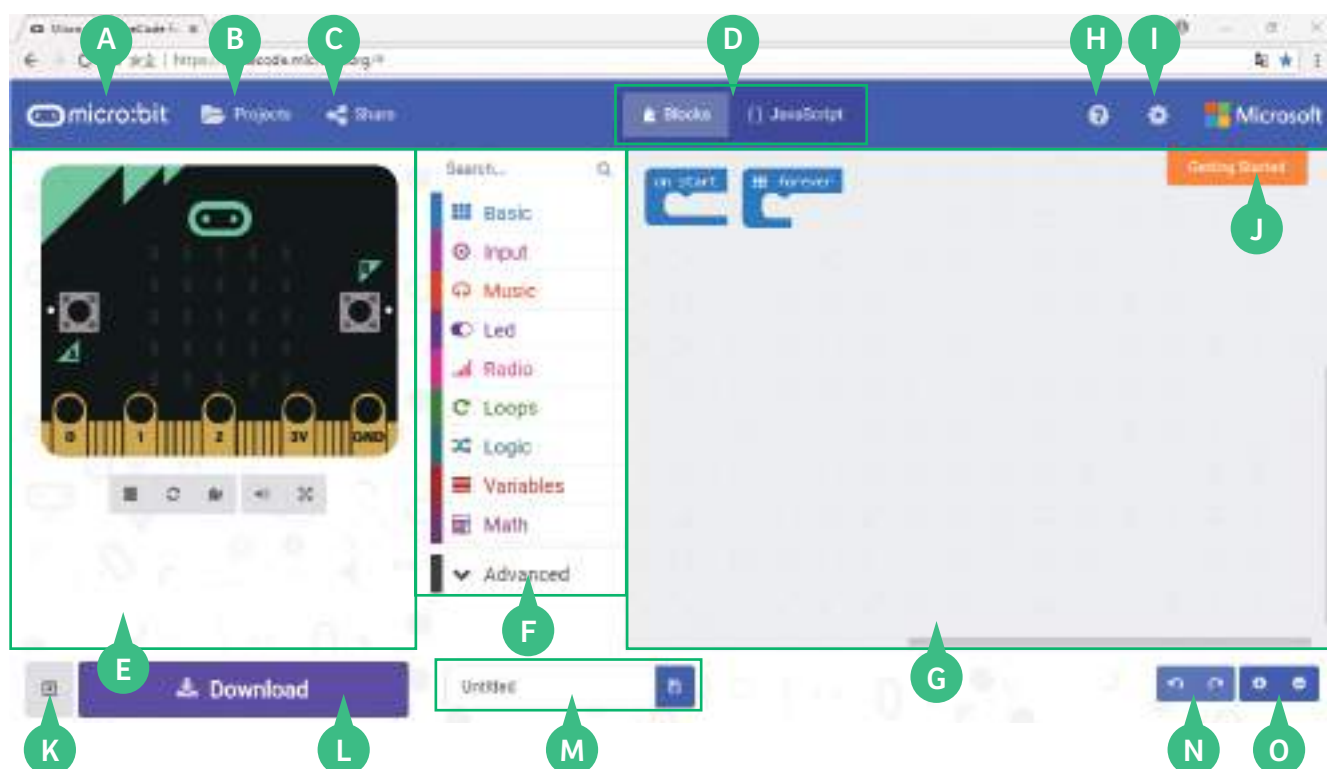 A
B
C
D
H
I
micro:bit
Projects
Share
Blocks
{} JavaScript
Microsoft
Search...
Basic
Input
Music
Led
Radio
Loops
Logic
Variables
Math
Advanced
on start
forever
Getting Started
J
0
1
2
3V
GND
E
F
G
Download
Untitled
K
L
M
N
O